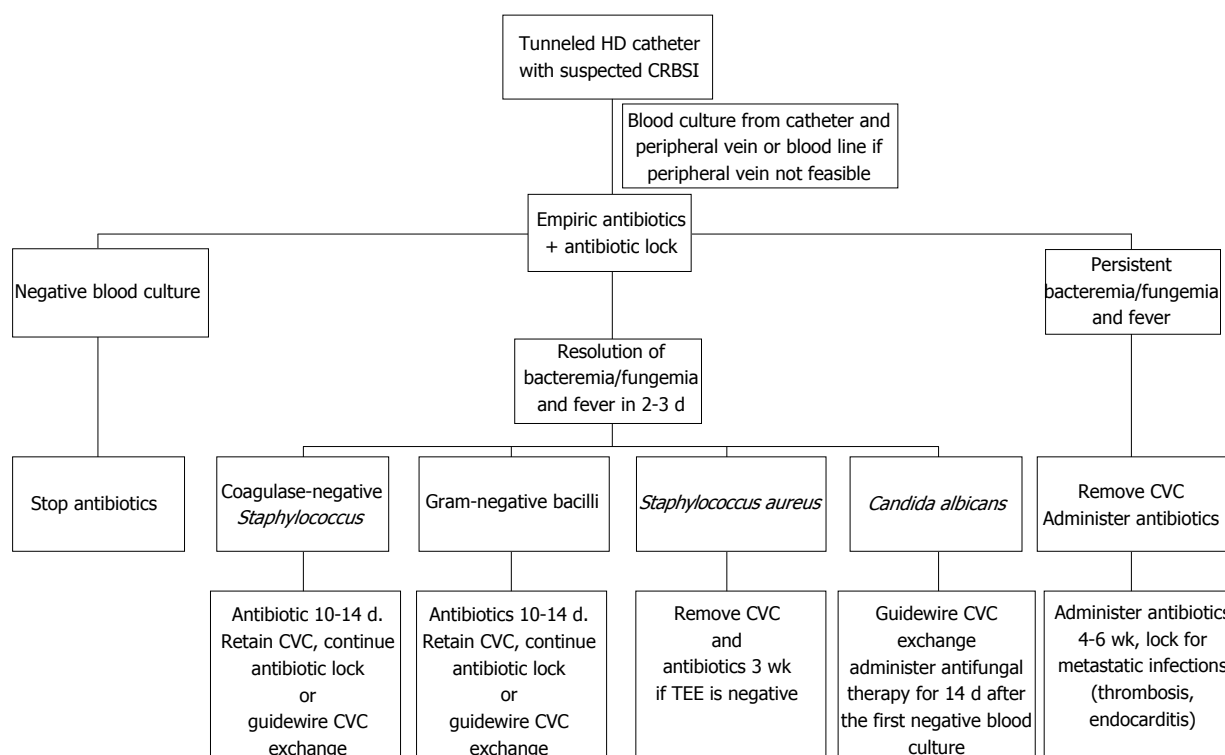 Tunneled HD catheter
with suspected CRBSI
Blood culture from catheter and
peripheral vein or blood line if
peripheral vein not feasible
Empiric antibiotics
+ antibiotic lock
Negative blood culture
Persistent
bacteremia/fungemia
and fever
Resolution of
bacteremia/fungemia
and fever in 2-3 d
Stop antibiotics
Coagulase-negative
Staphylococcus
Gram-negative bacilli
Staphylococcus aureus
Candida albicans
Remove CVC
Administer antibiotics
Antibiotic 10-14 d.
Retain CVC, continue
antibiotic lock
or
guidewire CVC
exchange
Antibiotics 10-14 d.
Retain CVC, continue
antibiotic lock
or
guidewire CVC
exchange
Remove CVC
and
antibiotics 3 wk
if TEE is negative
Guidewire CVC
exchange
administer antifungal
therapy for 14 d after
the first negative blood
culture
Administer antibiotics
4-6 wk, lock for
metastatic infections
(thrombosis,
endocarditis)